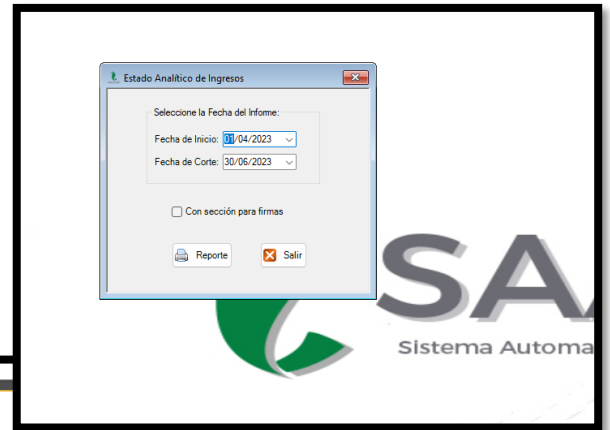 Estado Analítico de Ingresos
Seleccione la Fecha del Informe:
Fecha de Inicio: 01/04/2023
Fecha de Corte: 30/06/2023
Con sección para firmas
Reporte Salir
SA
Sistema Automa